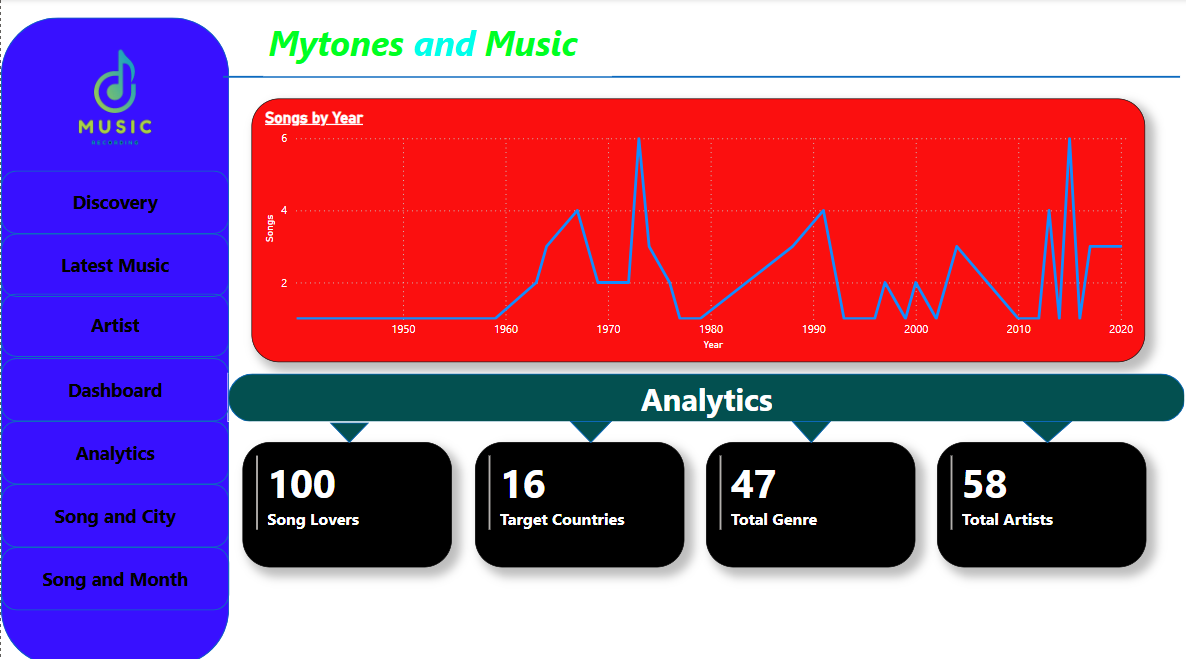 MUSIC
RECORDING
Discovery
Latest Music
Artist
Dashboard
Analytics
Song and City
Song and Month
Mytones and Music
Songs by Year
6
4
2
Songs
1950 1960 1970 1980 1990 2000 2010 2020
Year
Analytics
100
Song Lovers
16
Target Countries
47
Total Genre
58
Total Artists